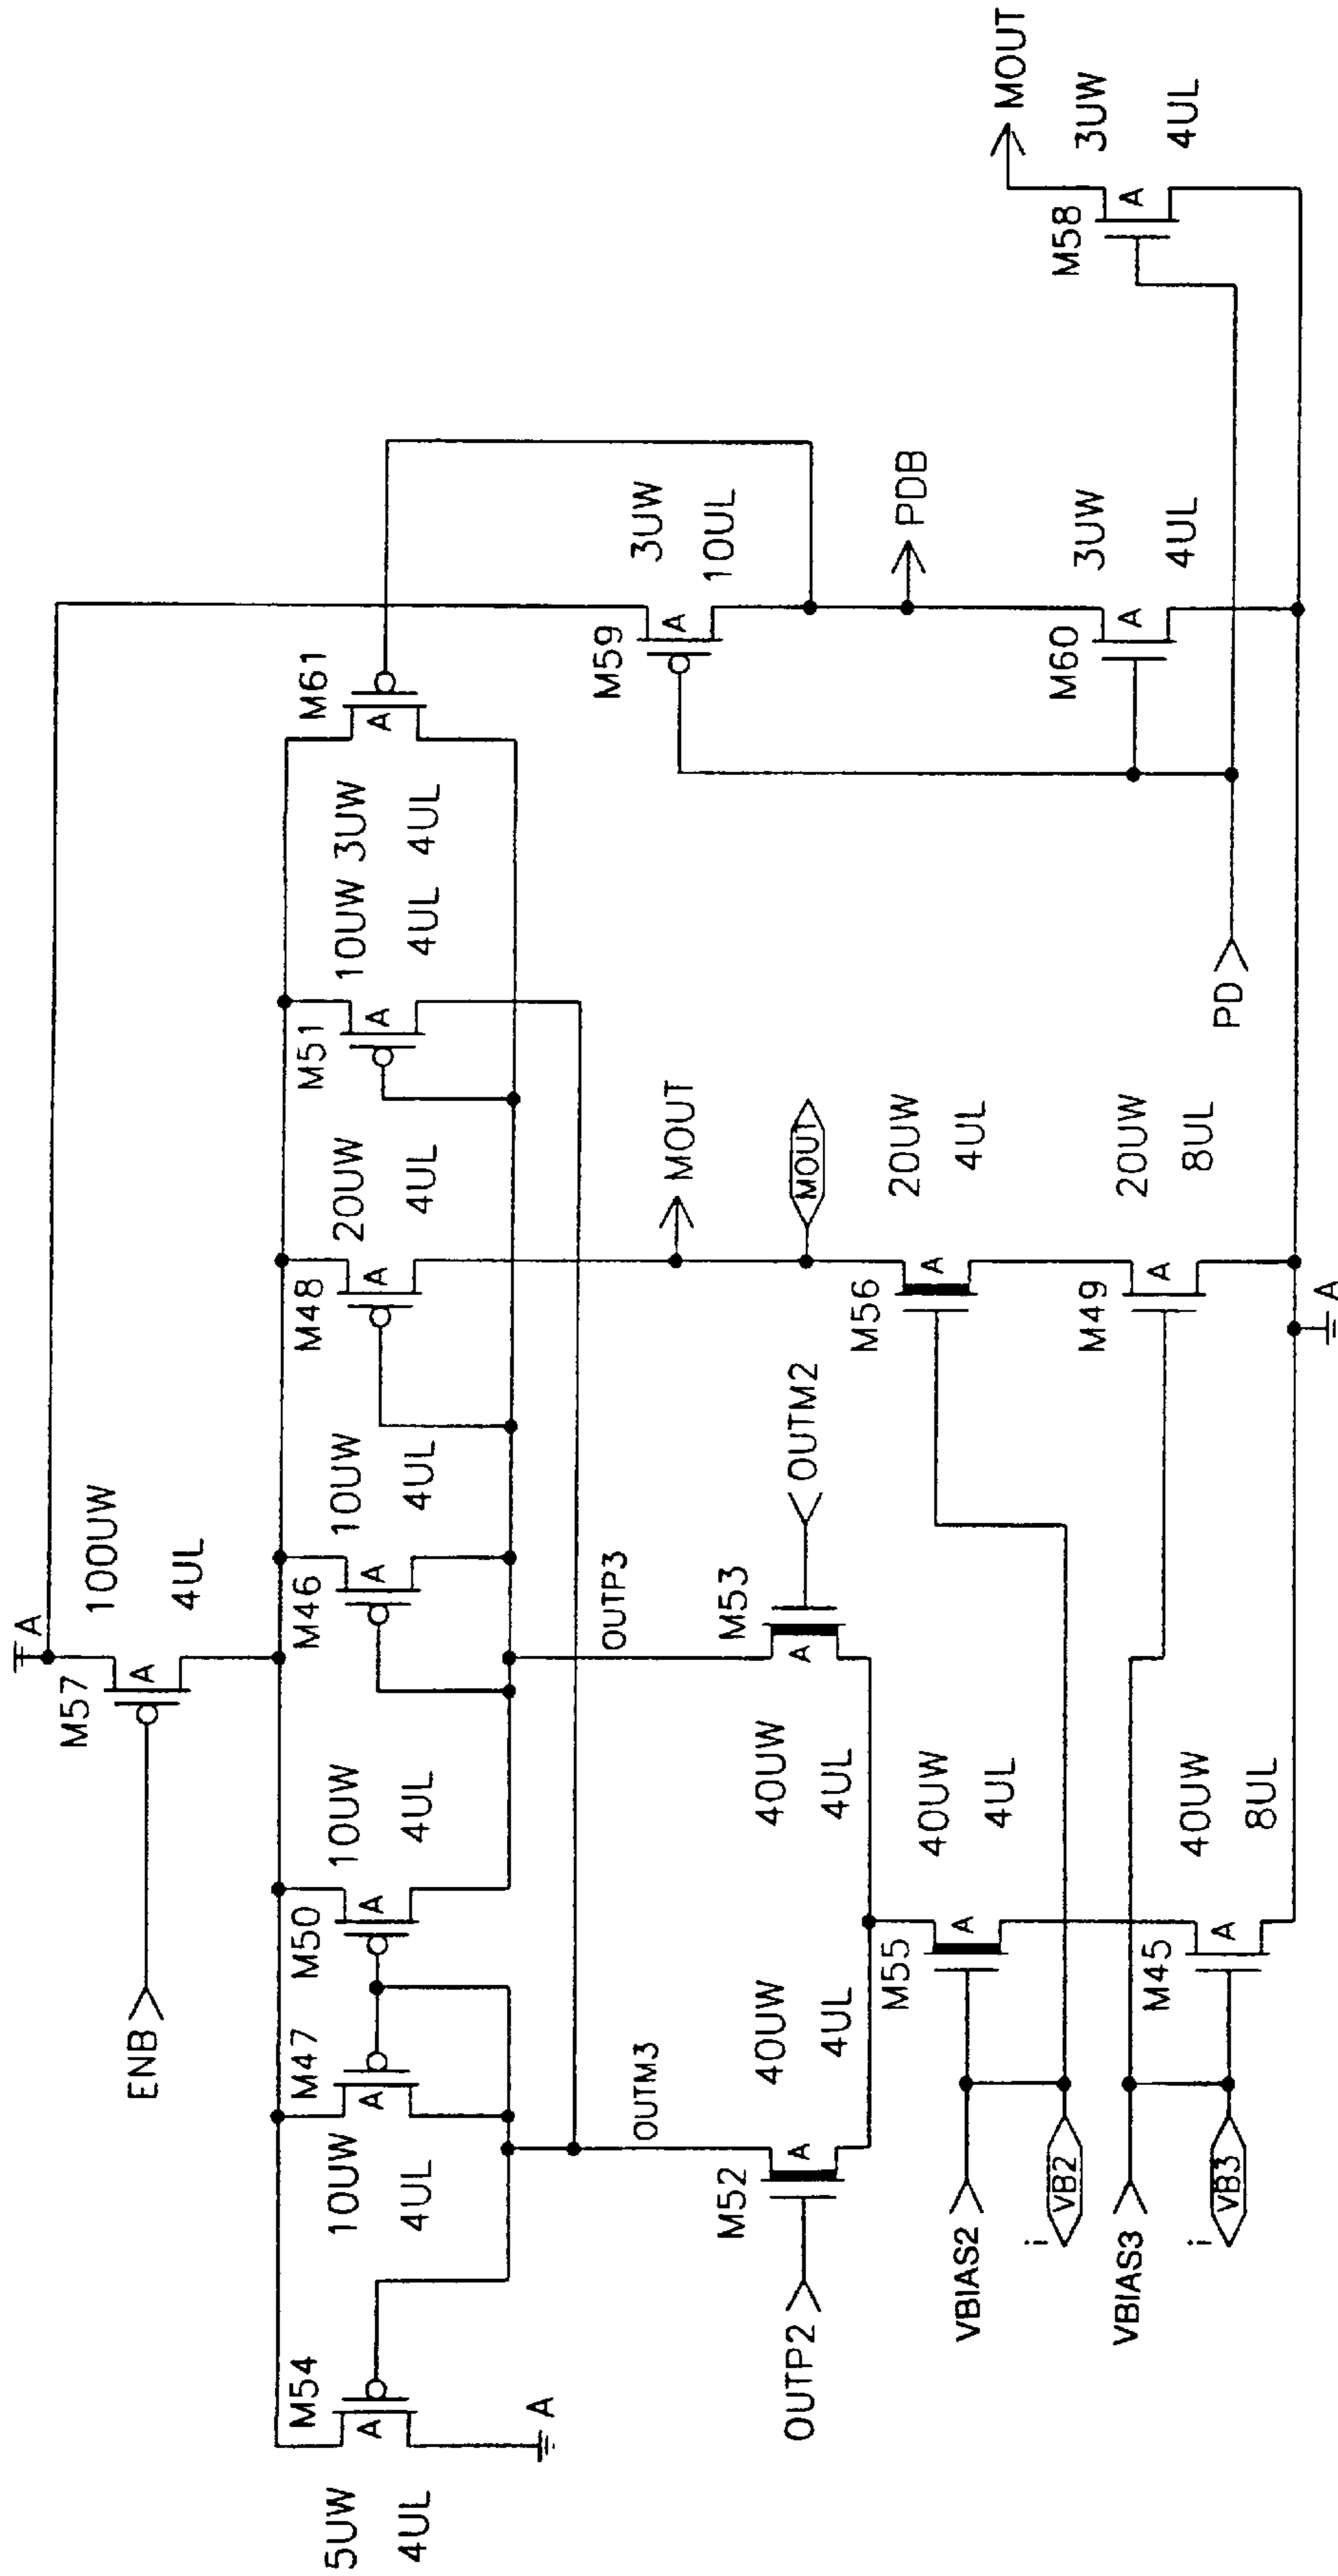 A
M57
A
100UW
4UL
ENB
M54
A
5UW
4UL
A
M47
A
10UW
4UL
M50
A
10UW
4UL
M46
A
10UW
4UL
M48
A
20UW
4UL
M51
A
10UW
4UL
M61
A
3UW
4UL
OUTM3
OUTP3
M59
A
3UW
10UL
MOUT
OUTP2
M52
A
40UW
4UL
M53
A
40UW
4UL
OUTM2
MOUT
PDB
M55
A
40UW
4UL
M56
A
20UW
4UL
VBIAS2
i
VB2
MOUT
M60
A
3UW
4UL
M58
A
3UW
4UL
VBIAS3
i
VB3
M45
A
40UW
8UL
M49
A
20UW
8UL
PD
A